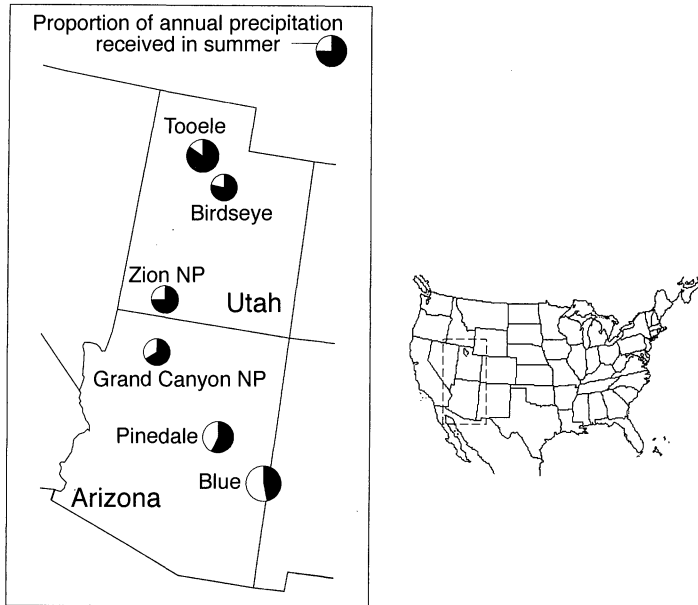 Proportion of annual precipitation
received in summer
Tooele
Birdseye
Zion NP
Utah
Grand Canyon NP
Pinedale
Blue
Arizona